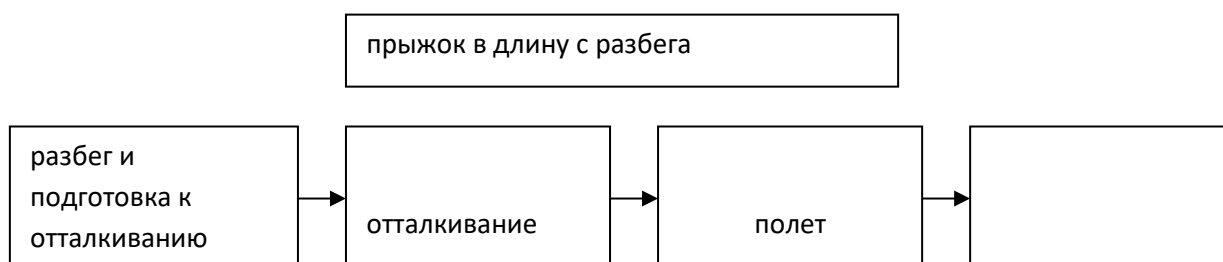 прыжок в длину с разбега
разбег и
подготовка к
отталкиванию
отталкивание
полет